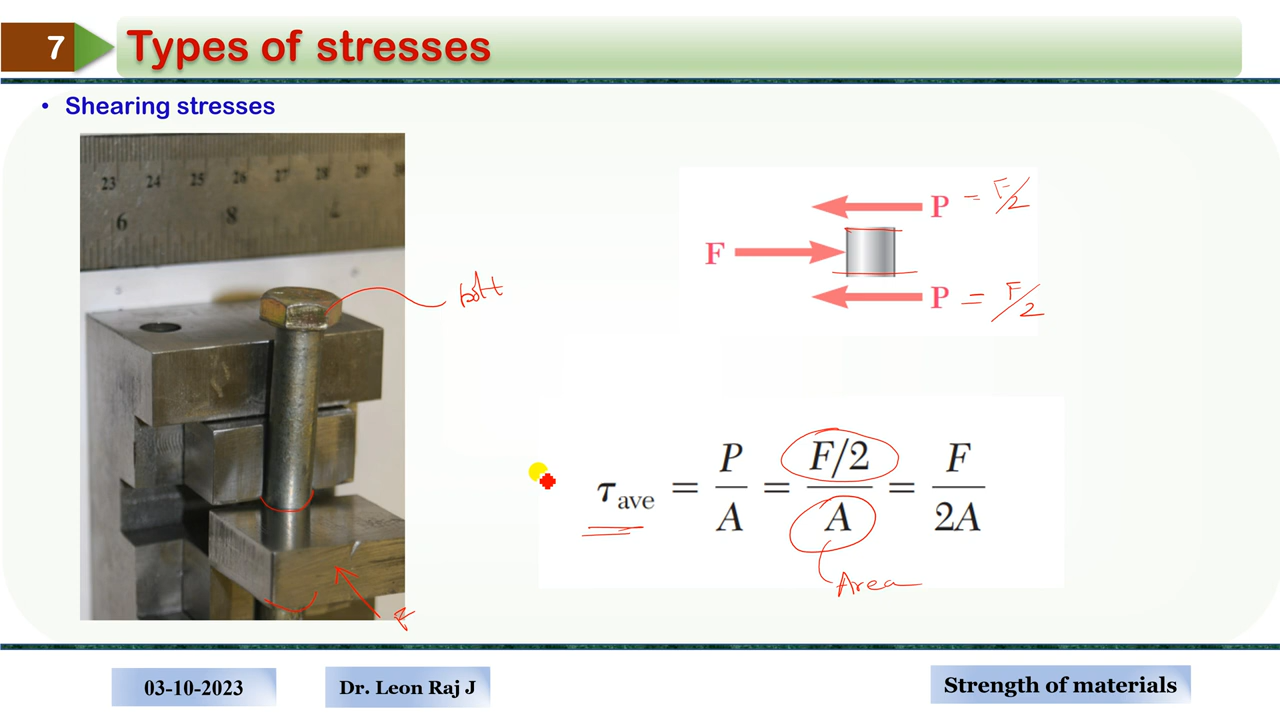 7
Types of stresses
• Shearing stresses
23 24 25 26 27 28 29
6 8
bolt
P = F/2
F
P = F/2
τave = P/A = F/2/A = F/2A
Area
03-10-2023
Dr. Leon Raj J
Strength of materials